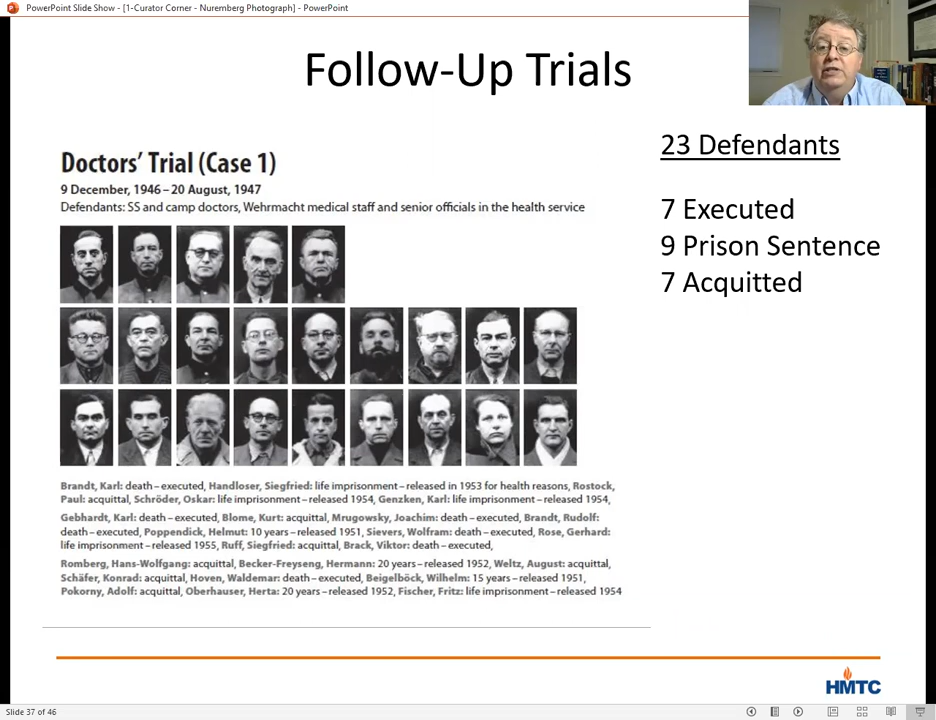 PowerPoint Slide Show - [1-Curator Corner - Nuremberg Photograph] - PowerPoint
Follow-Up Trials
Doctors' Trial (Case 1)
9 December, 1946 – 20 August, 1947
Defendants: SS and camp doctors, Wehrmacht medical staff and senior officials in the health service
23 Defendants
7 Executed
9 Prison Sentence
7 Acquitted
Brandt, Karl: death – executed, Handloser, Siegfried: life imprisonment – released in 1953 for health reasons, Rostock,
Paul: acquittal, Schröder, Oskar: life imprisonment – released 1954, Genzken, Karl: life imprisonment – released 1954,
Gebhardt, Karl: death – executed, Blome, Kurt: acquittal, Mrugowsky, Joachim: death – executed, Brandt, Rudolf:
death – executed, Poppendick, Helmut: 10 years – released 1951, Sievers, Wolfram: death – executed, Rose, Gerhard:
life imprisonment – released 1955, Ruff, Siegfried: acquittal, Brack, Viktor: death – executed,
Romberg, Hans-Wolfgang: acquittal, Becker-Freyseng, Hermann: 20 years – released 1952, Weltz, August: acquittal,
Schäfer, Konrad: acquittal, Hoven, Waldemar: death – executed, Beigelböck, Wilhelm: 15 years – released 1951,
Pokorny, Adolf: acquittal, Oberhauser, Herta: 20 years – released 1952, Fischer, Fritz: life imprisonment – released 1954
HMTC
Slide 37 of 46